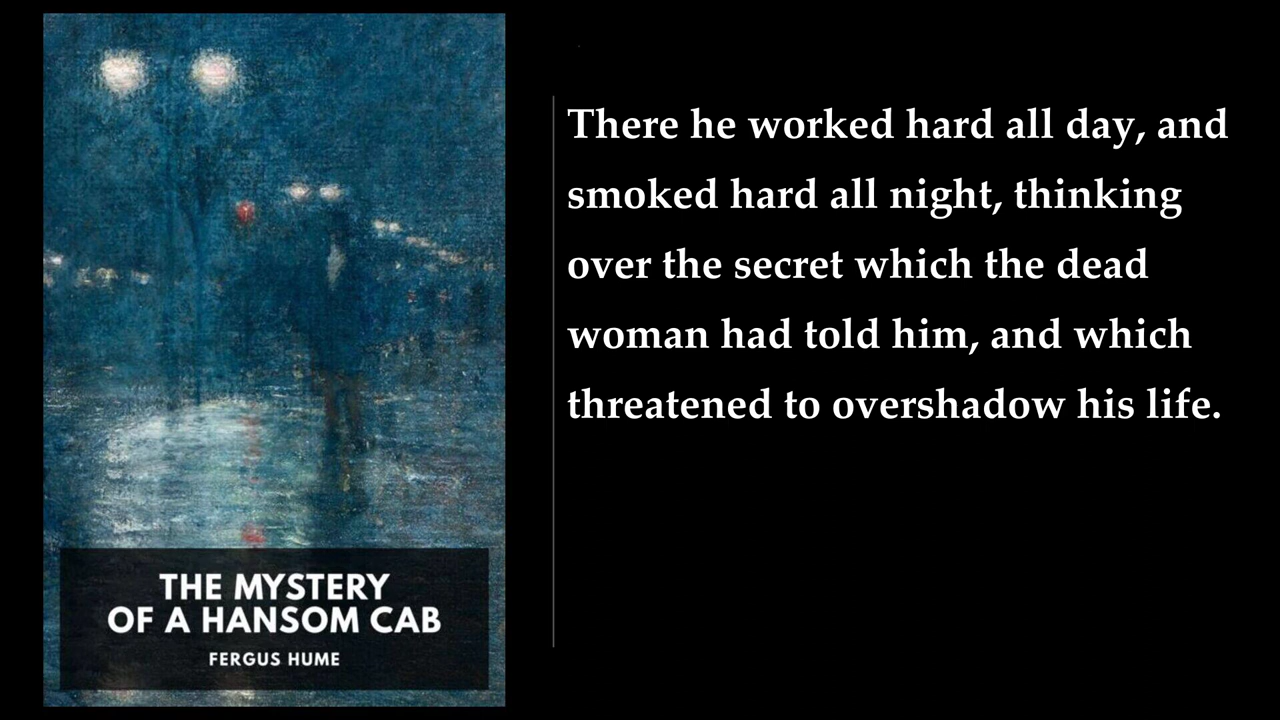 There he worked hard all day, and
smoked hard all night, thinking
over the secret which the dead
woman had told him, and which
threatened to overshadow his life.
THE MYSTERY
OF A HANSOM CAB
FERGUS HUME